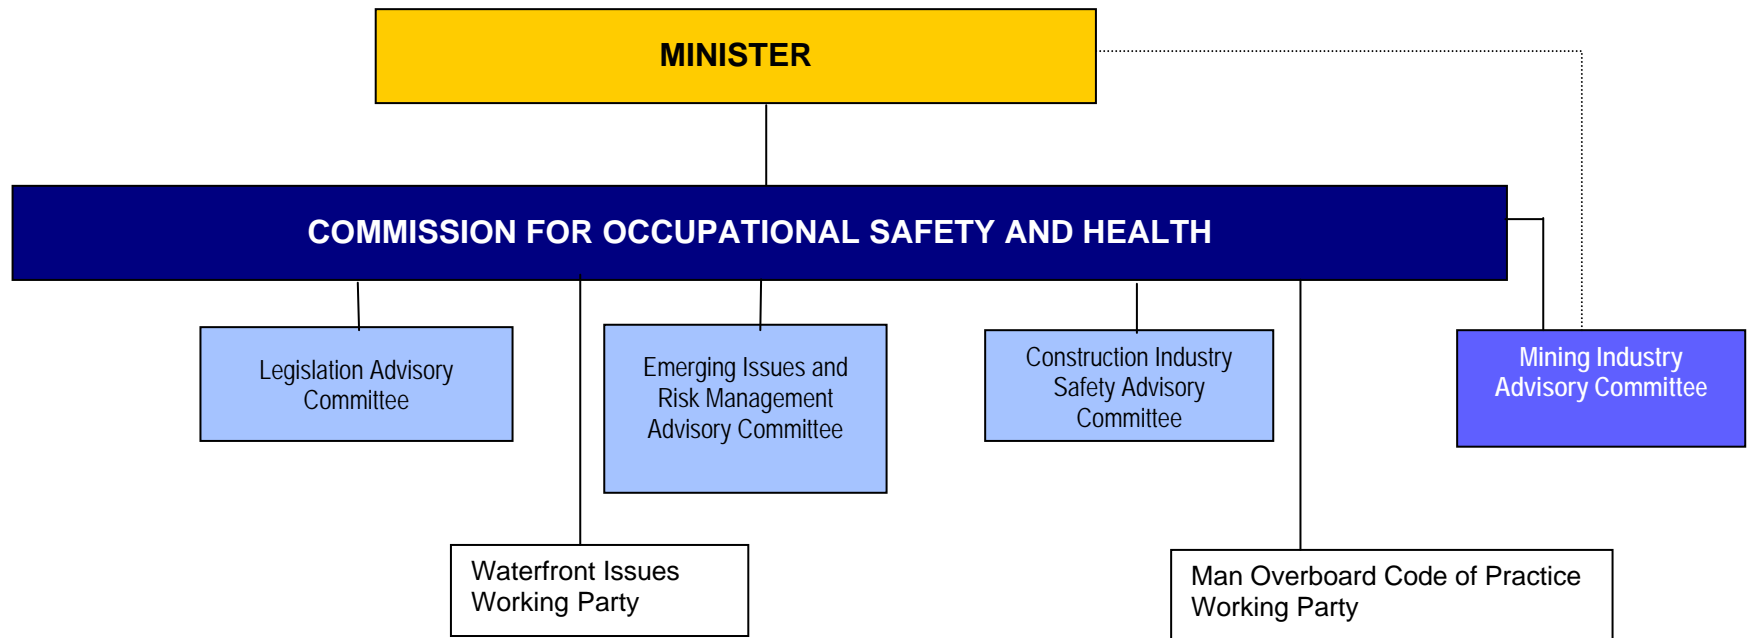 MINISTER
COMMISSION FOR OCCUPATIONAL SAFETY AND HEALTH
Legislation Advisory
Committee
Emerging Issues and
Risk Management
Advisory Committee
Construction Industry
Safety Advisory
Committee
Mining Industry
Advisory Committee
Waterfront Issues
Working Party
Man Overboard Code of Practice
Working Party